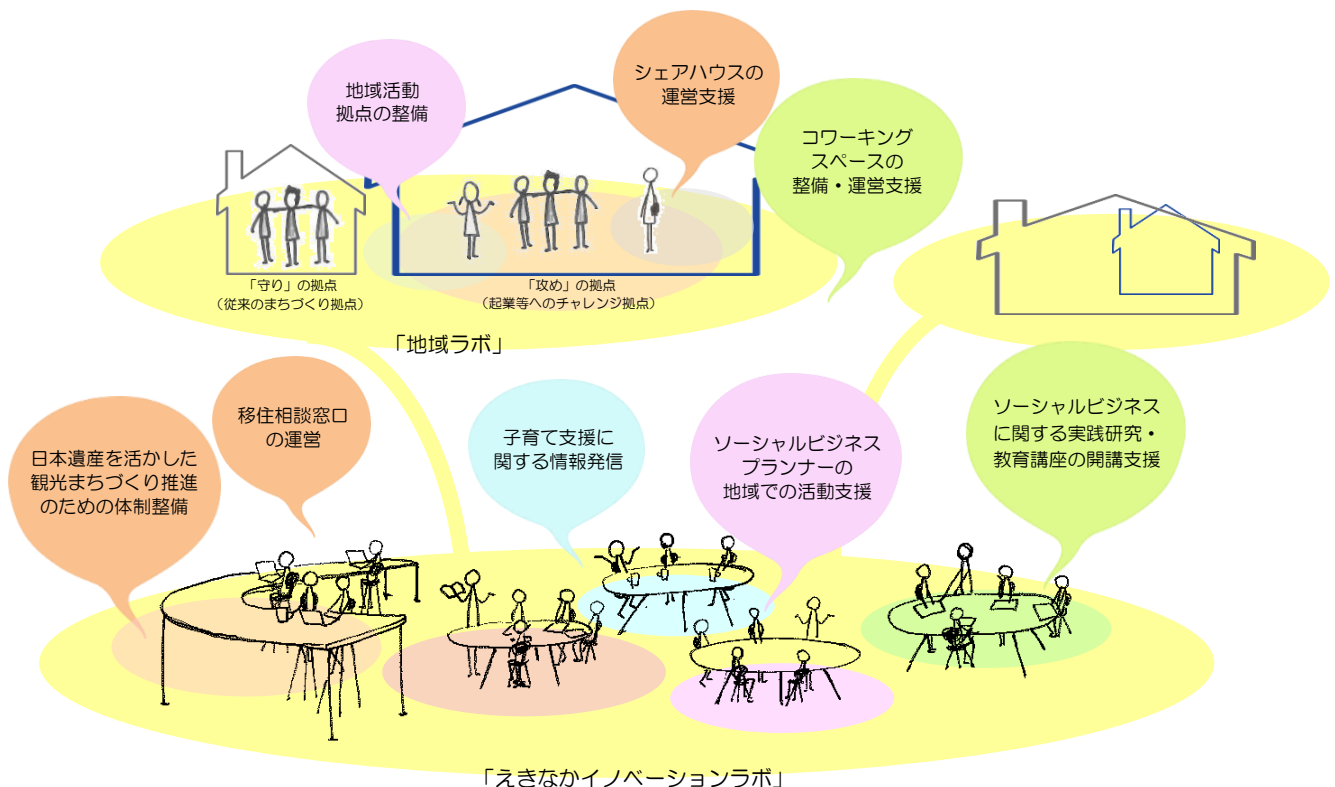 地域活動
拠点の整備
シェアハウスの
運営支援
コワーキング
スペースの
整備・運営支援
「守り」の拠点
（従来のまちづくり拠点）
「攻め」の拠点
（起業等へのチャレンジ拠点）
「地域ラボ」
日本遺産を活かした
観光まちづくり推進
のための体制整備
移住相談窓口
の運営
子育て支援に
関する情報発信
ソーシャルビジネス
プランナーの
地域での活動支援
ソーシャルビジネス
に関する実践研究・
教育講座の開講支援
「えきなかイノベーションラボ」